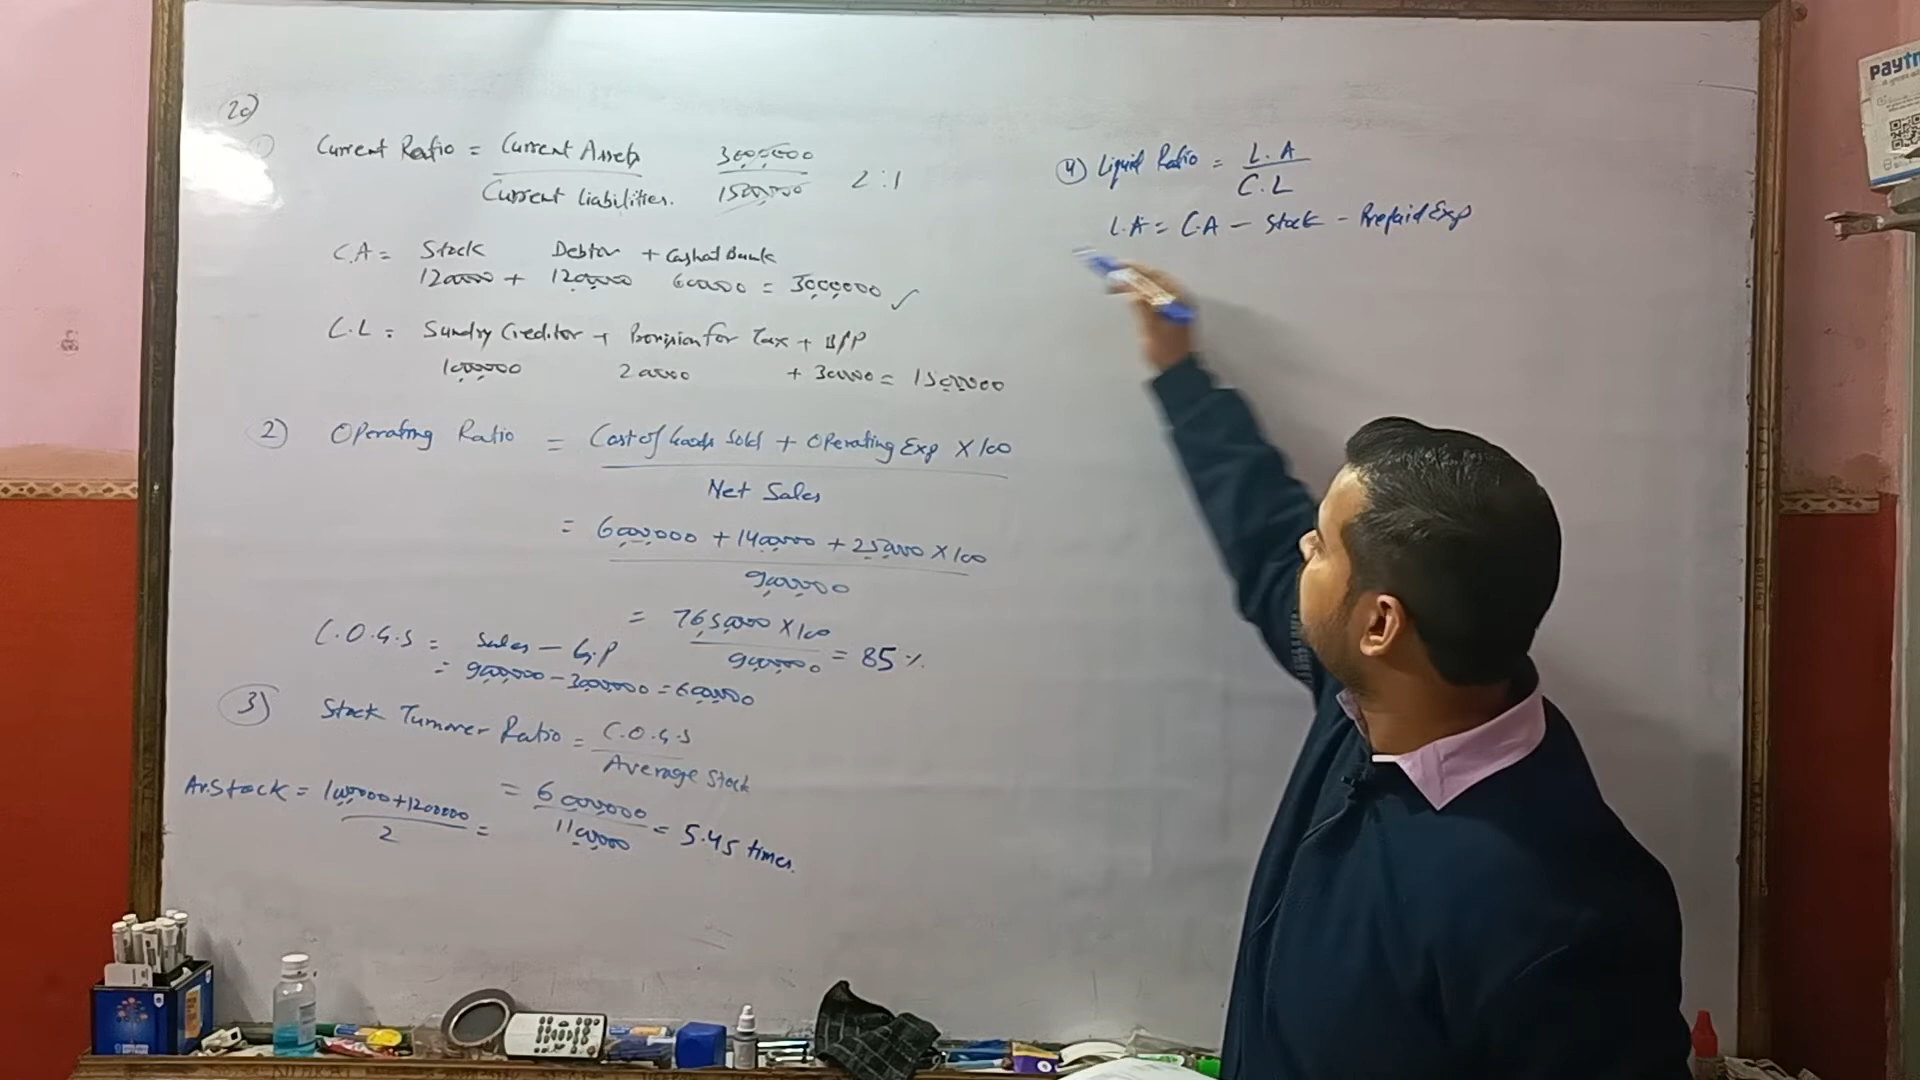 20)
1) Current Ratio = Current Assets / Current Liabilities. 3000000 / 1500000 2:1
C.A = Stock Debtor + Cash at Bank
1200000 + 1200000 600000 = 3000000 ✓
C.L = Sundry Creditor + Provision for Tax + B/P
1000000 200000 + 300000 = 1500000
2) Operating Ratio = Cost of Goods Sold + Operating Exp X 100 / Net Sales
= 6000000 + 1400000 + 250000 X 100 / 9000000
= 7650000 X 100 / 9000000 = 85 %.
C.O.G.S = Sales - G.P
= 9000000 - 3000000 = 6000000
3) Stock Turnover Ratio = C.O.G.S / Average Stock
Av. Stock = 1000000 + 1200000 / 2 = = 6000000 / 1100000 = 5.45 times.
4) Liquid Ratio = L.A / C.L
L.A = C.A - Stock - Prepaid Exp
Paytm